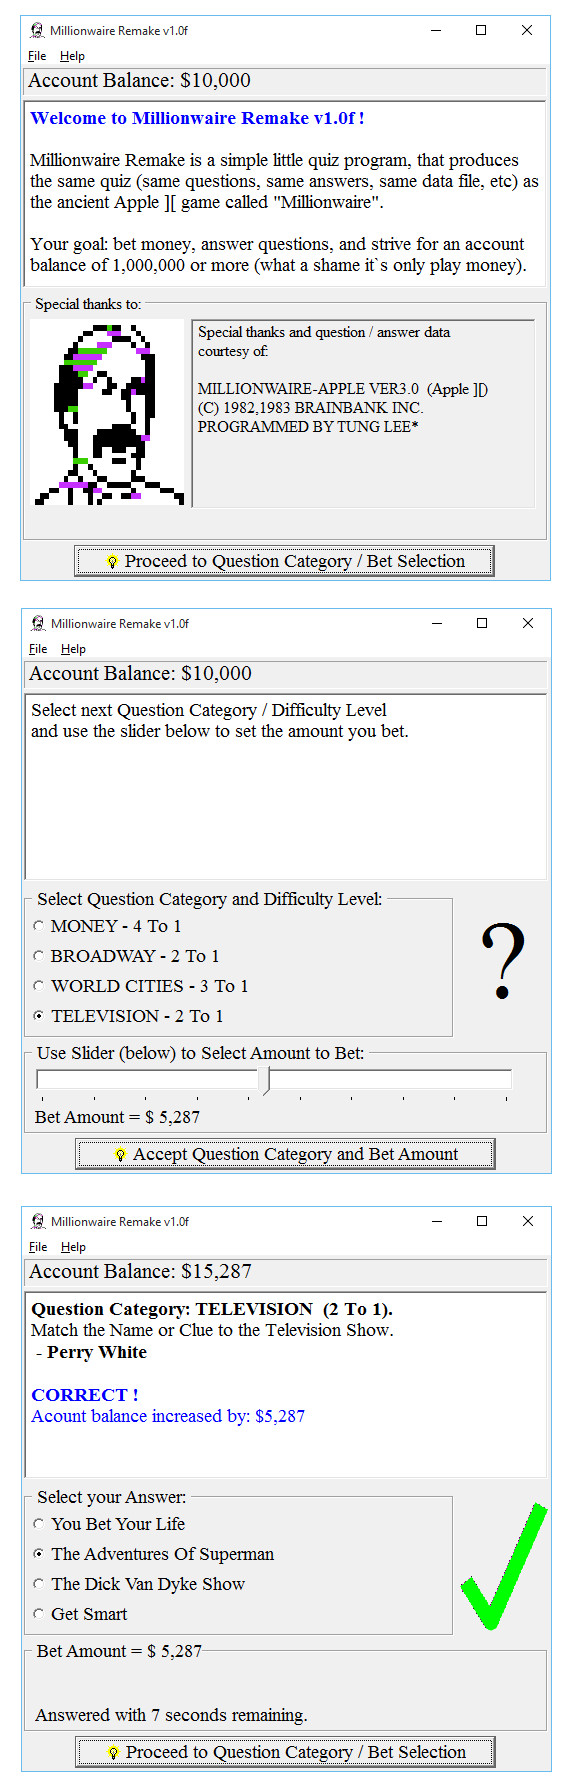 Millionwaire Remake v1.0f
File Help
Account Balance: $10,000
Welcome to Millionwaire Remake v1.0f !
Millionwaire Remake is a simple little quiz program, that produces
the same quiz (same questions, same answers, same data file, etc) as
the ancient Apple ][ game called "Millionwaire".
Your goal: bet money, answer questions, and strive for an account
balance of 1,000,000 or more (what a shame it`s only play money).
Special thanks to:
Special thanks and question / answer data
courtesy of:
MILLIONWAIRE-APPLE VER3.0 (Apple ][)
(C) 1982,1983 BRAINBANK INC.
PROGRAMMED BY TUNG LEE*
Proceed to Question Category / Bet Selection
Millionwaire Remake v1.0f
File Help
Account Balance: $10,000
Select next Question Category / Difficulty Level
and use the slider below to set the amount you bet.
Select Question Category and Difficulty Level:
MONEY - 4 To 1
BROADWAY - 2 To 1
WORLD CITIES - 3 To 1
TELEVISION - 2 To 1
?
Use Slider (below) to Select Amount to Bet:
Bet Amount = $ 5,287
Accept Question Category and Bet Amount
Millionwaire Remake v1.0f
File Help
Account Balance: $15,287
Question Category: TELEVISION (2 To 1).
Match the Name or Clue to the Television Show.
- Perry White
CORRECT !
Acount balance increased by: $5,287
Select your Answer:
You Bet Your Life
The Adventures Of Superman
The Dick Van Dyke Show
Get Smart
Bet Amount = $ 5,287
Answered with 7 seconds remaining.
Proceed to Question Category / Bet Selection